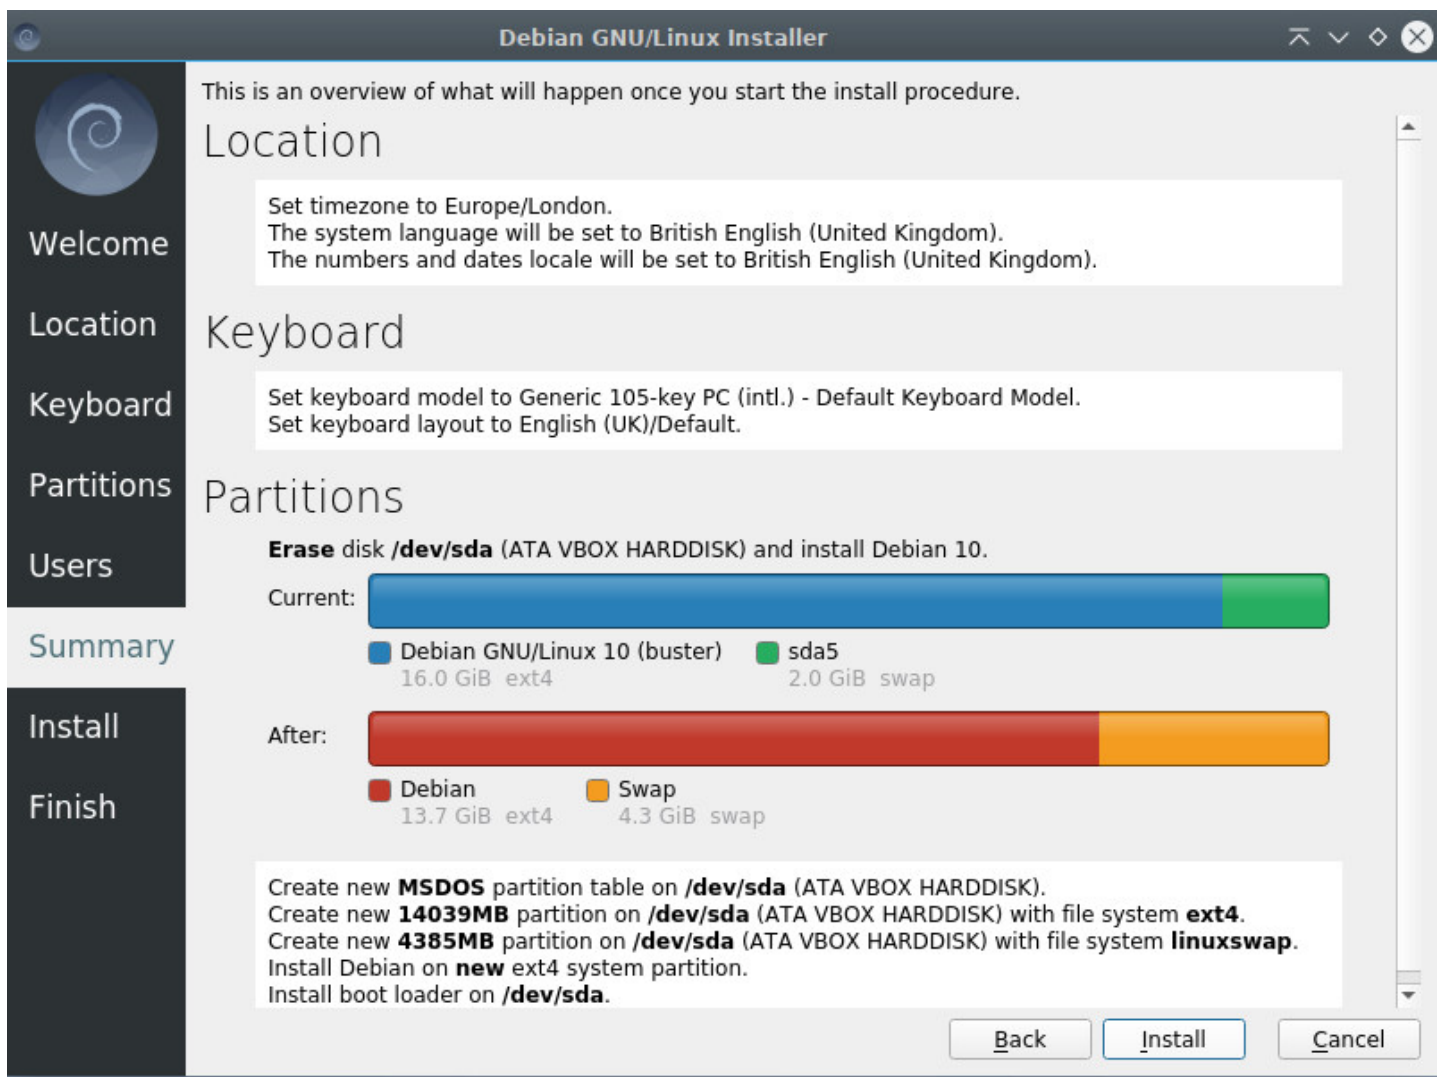 Debian GNU/Linux Installer
This is an overview of what will happen once you start the install procedure.
Welcome
Location
Keyboard
Partitions
Users
Summary
Install
Finish
Location
Set timezone to Europe/London.
The system language will be set to British English (United Kingdom).
The numbers and dates locale will be set to British English (United Kingdom).
Keyboard
Set keyboard model to Generic 105-key PC (intl.) - Default Keyboard Model.
Set keyboard layout to English (UK)/Default.
Partitions
Erase disk /dev/sda (ATA VBOX HARDDISK) and install Debian 10.
Current:
Debian GNU/Linux 10 (buster) sda5
16.0 GiB ext4 2.0 GiB swap
After:
Debian Swap
13.7 GiB ext4 4.3 GiB swap
Create new MSDOS partition table on /dev/sda (ATA VBOX HARDDISK).
Create new 14039MB partition on /dev/sda (ATA VBOX HARDDISK) with file system ext4.
Create new 4385MB partition on /dev/sda (ATA VBOX HARDDISK) with file system linuxswap.
Install Debian on new ext4 system partition.
Install boot loader on /dev/sda.
Back Install Cancel